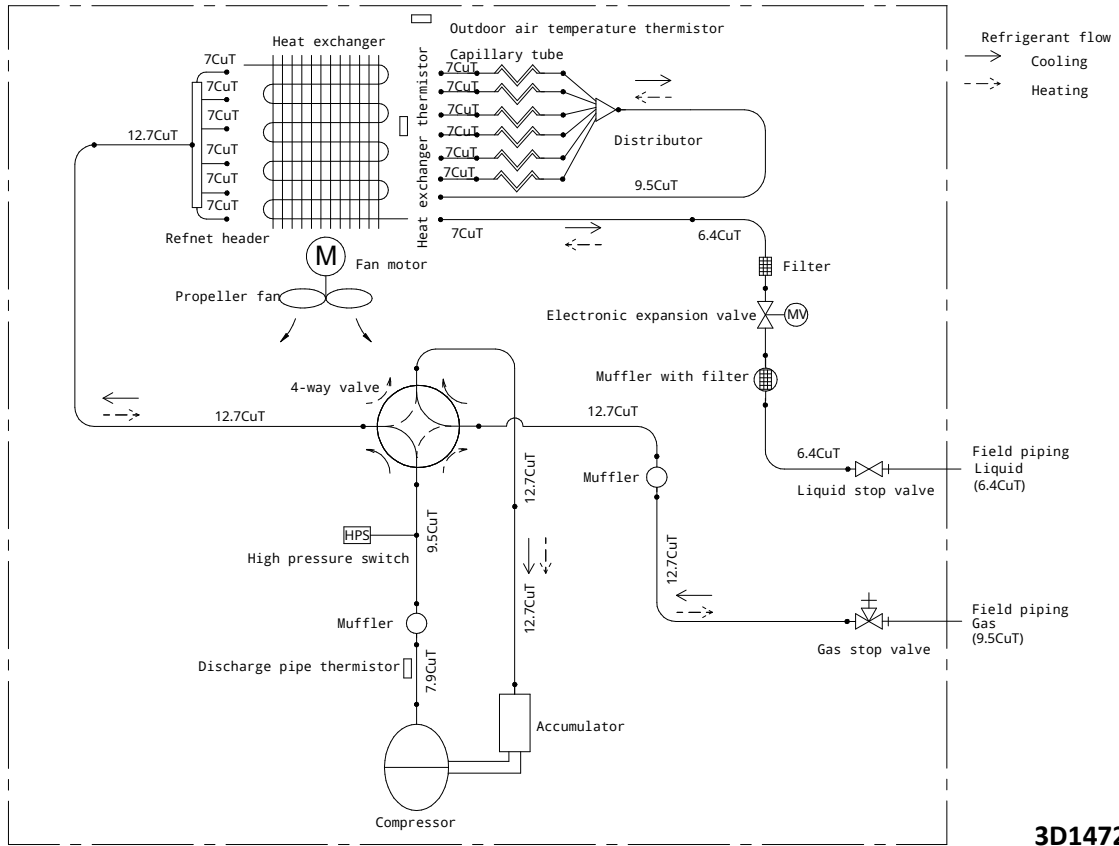 Outdoor air temperature thermistor
Heat exchanger
Capillary tube
Refrigerant flow
Cooling
Heating
7CuT
7CuT
7CuT
7CuT
7CuT
7CuT
12.7CuT
Refnet header
Heat exchanger thermistor
7CuT
7CuT
7CuT
7CuT
7CuT
7CuT
Distributor
9.5CuT
7CuT
6.4CuT
M
Fan motor
Propeller fan
Filter
Electronic expansion valve
MV
Muffler with filter
4-way valve
12.7CuT
12.7CuT
6.4CuT
Field piping
Liquid
(6.4CuT)
Liquid stop valve
Muffler
12.7CuT
HPS
High pressure switch
9.5CuT
12.7CuT
12.7CuT
Muffler
Field piping
Gas
(9.5CuT)
Gas stop valve
Discharge pipe thermistor
7.9CuT
Accumulator
Compressor
3D1472